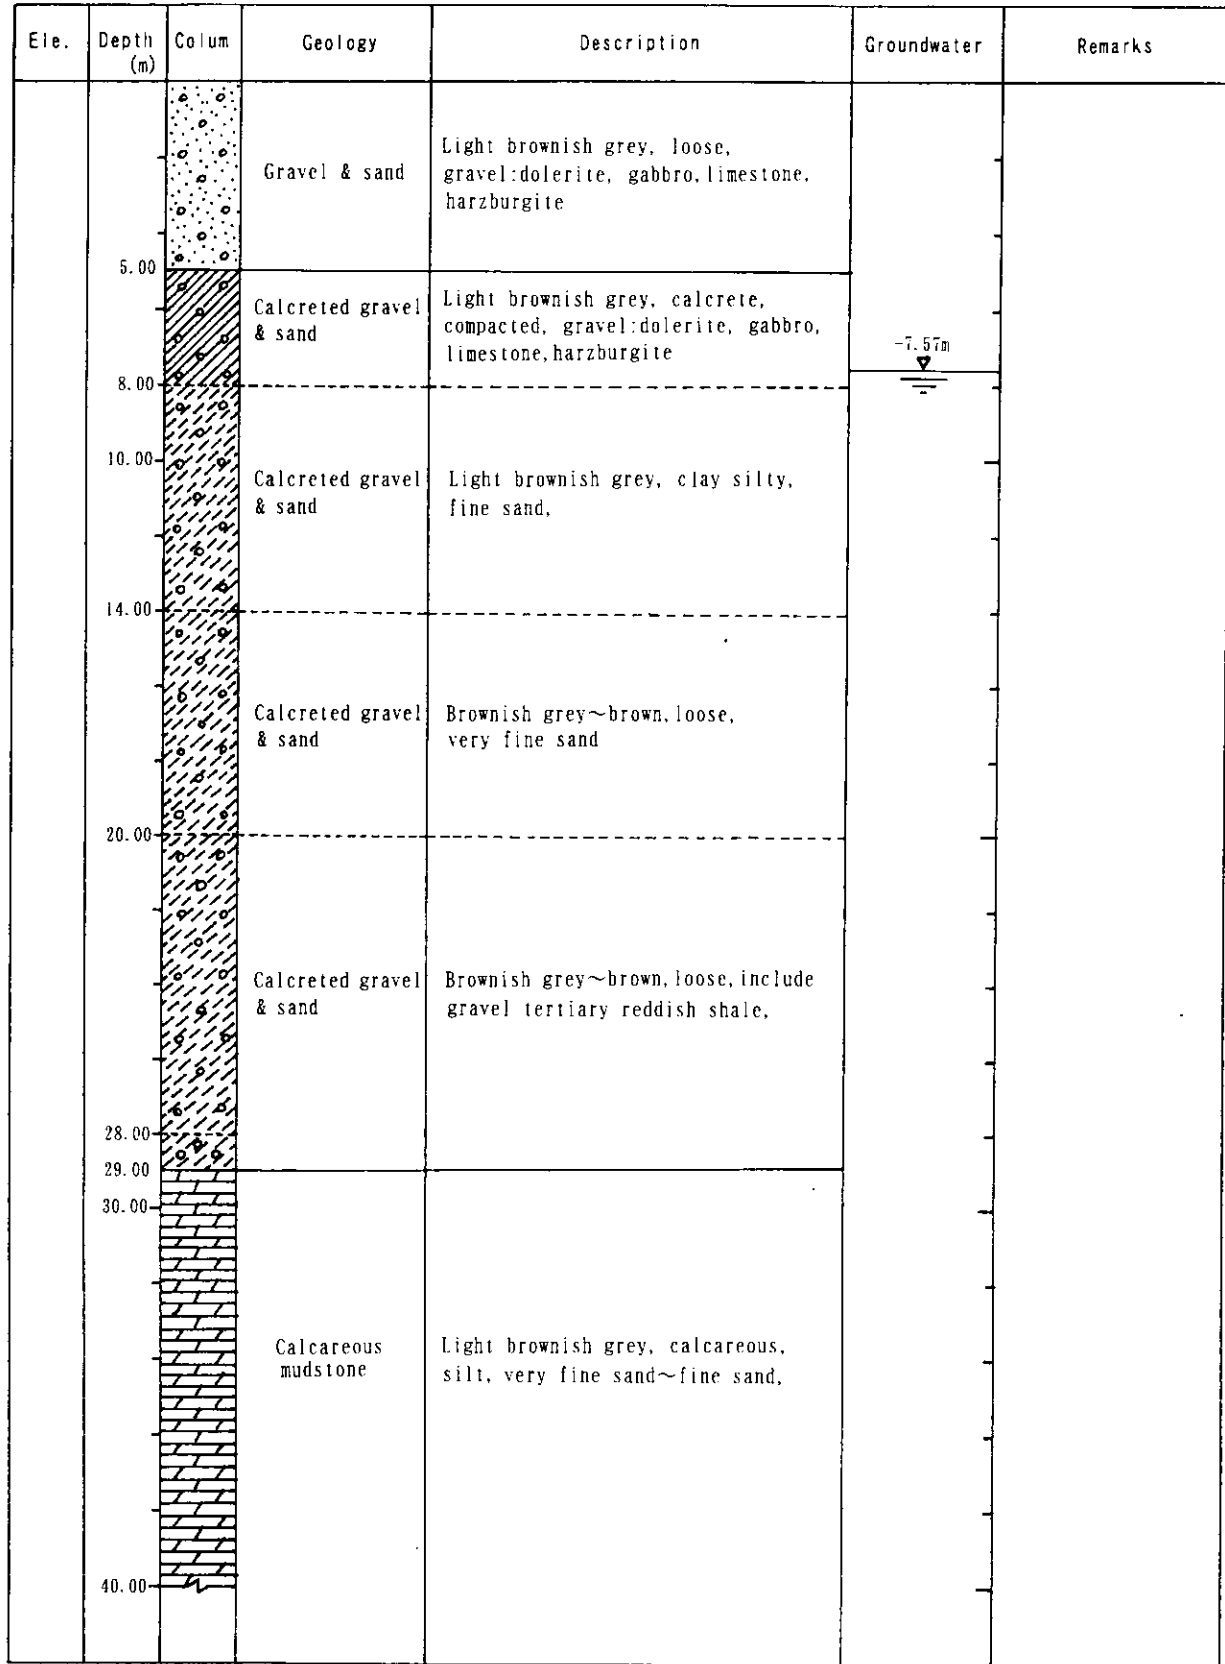 Ele.
Depth
(m)
Colum
Geology
Description
Groundwater
Remarks
Gravel & sand
Light brownish grey, loose,
gravel:dolerite, gabbro, limestone,
harzburgite
5.00
Calcreted gravel
& sand
Light brownish grey, calcrete,
compacted, gravel:dolerite, gabbro,
limestone, harzburgite
-7.57m
8.00
10.00
Calcreted gravel
& sand
Light brownish grey, clay silty,
fine sand,
14.00
Calcreted gravel
& sand
Brownish grey~brown, loose,
very fine sand
20.00
Calcreted gravel
& sand
Brownish grey~brown, loose, include
gravel tertiary reddish shale,
28.00
29.00
30.00
Calcareous
mudstone
Light brownish grey, calcareous,
silt, very fine sand~fine sand,
40.00